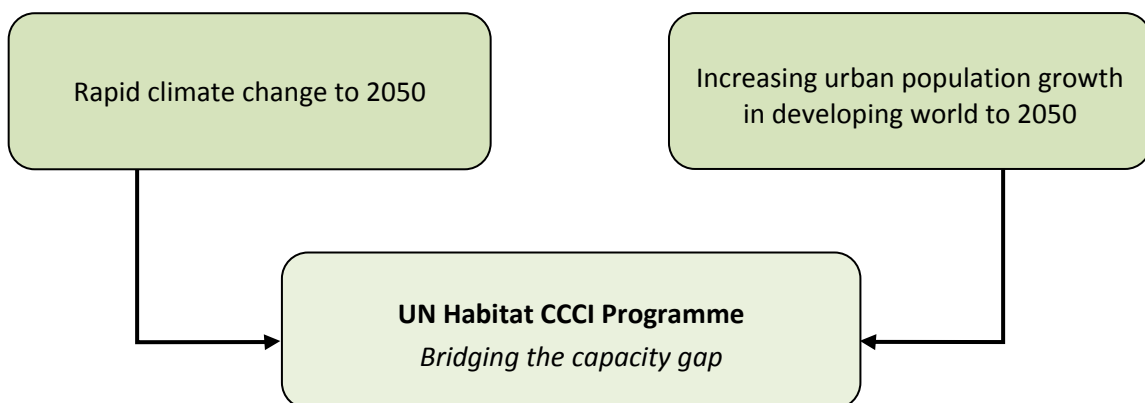 Rapid climate change to 2050
Increasing urban population growth
in developing world to 2050
UN Habitat CCCI Programme
Bridging the capacity gap